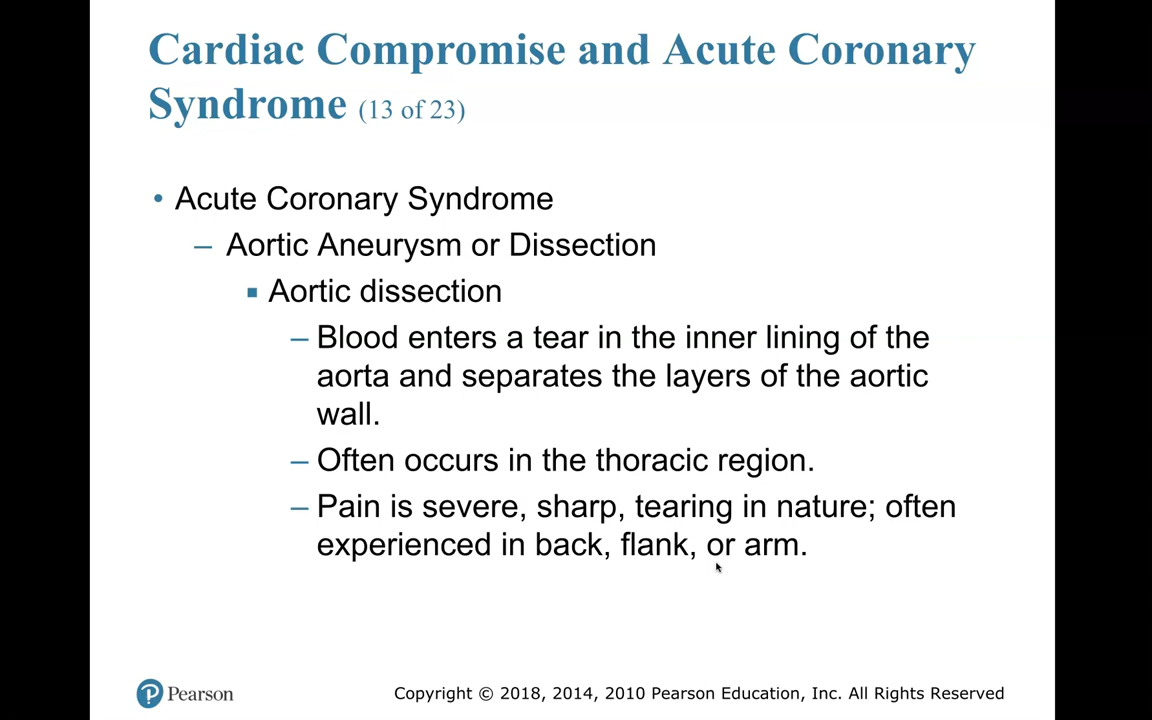 Cardiac Compromise and Acute Coronary
Syndrome (13 of 23)
• Acute Coronary Syndrome
– Aortic Aneurysm or Dissection
▪ Aortic dissection
– Blood enters a tear in the inner lining of the
aorta and separates the layers of the aortic
wall.
– Often occurs in the thoracic region.
– Pain is severe, sharp, tearing in nature; often
experienced in back, flank, or arm.
Pearson
Copyright © 2018, 2014, 2010 Pearson Education, Inc. All Rights Reserved